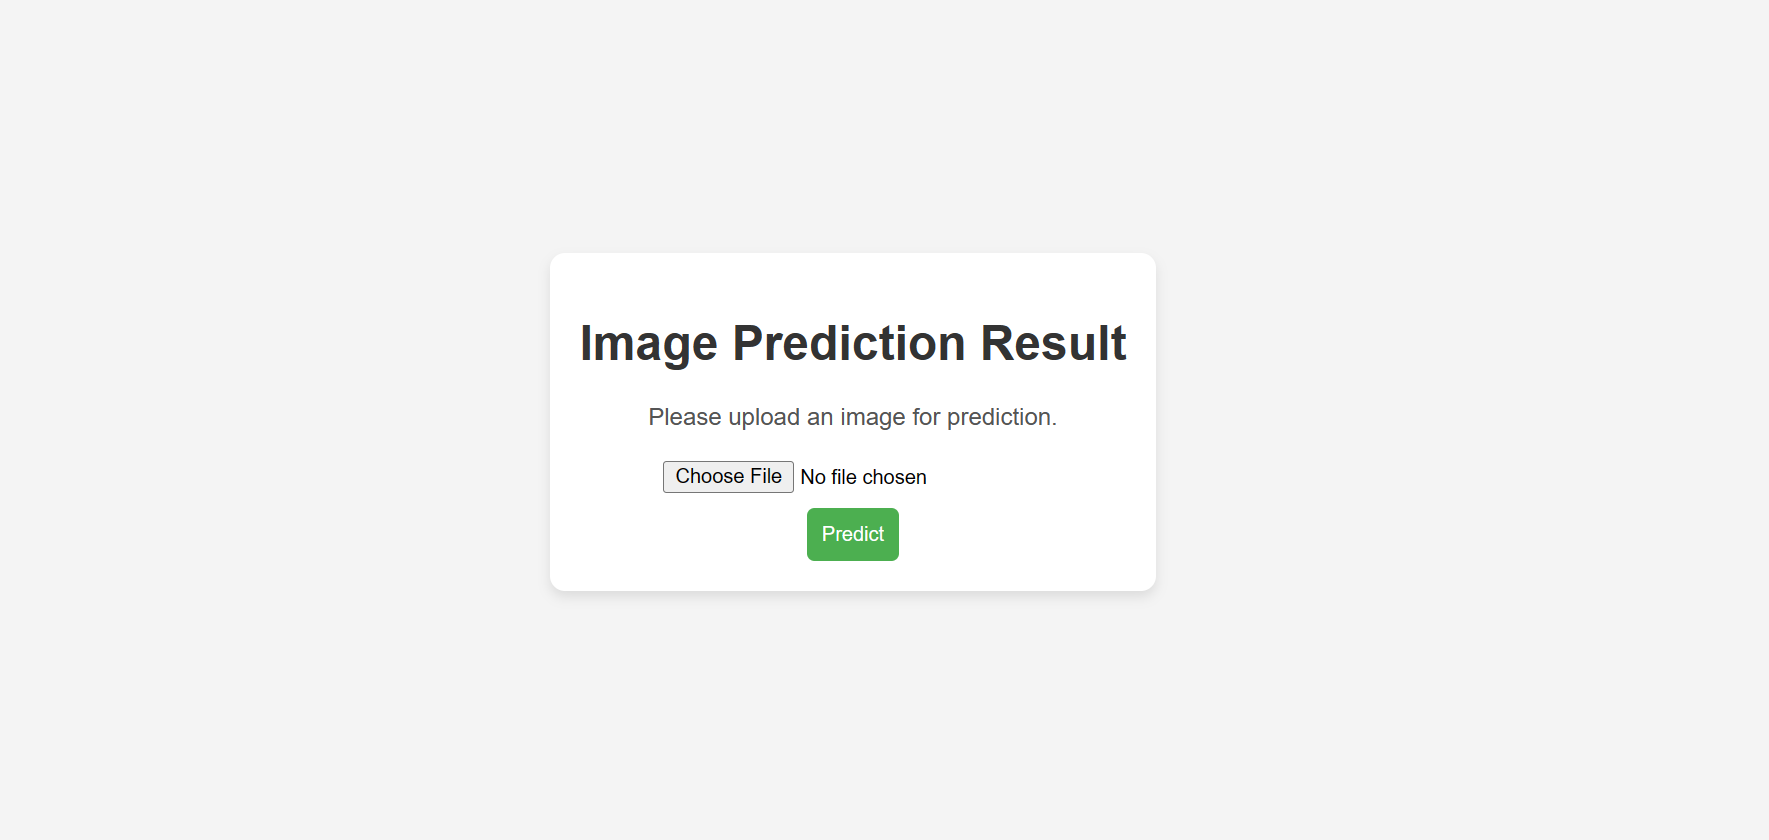 Image Prediction Result
Please upload an image for prediction.
Choose File No file chosen
Predict